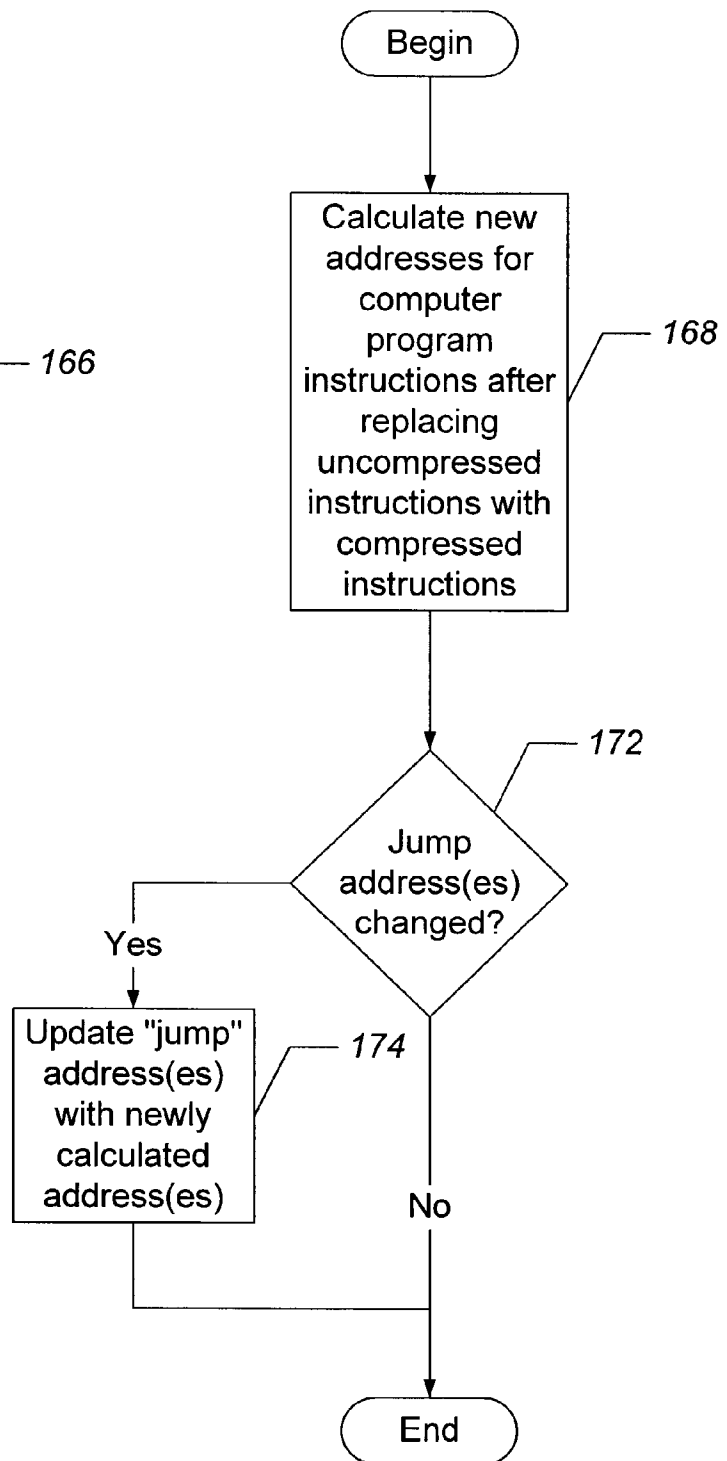 Begin
Calculate new
addresses for
computer
program
instructions after
replacing
uncompressed
instructions with
compressed
instructions
168
166
172
Jump
address(es)
changed?
Yes
Update "jump"
address(es)
with newly
calculated
address(es)
174
No
End